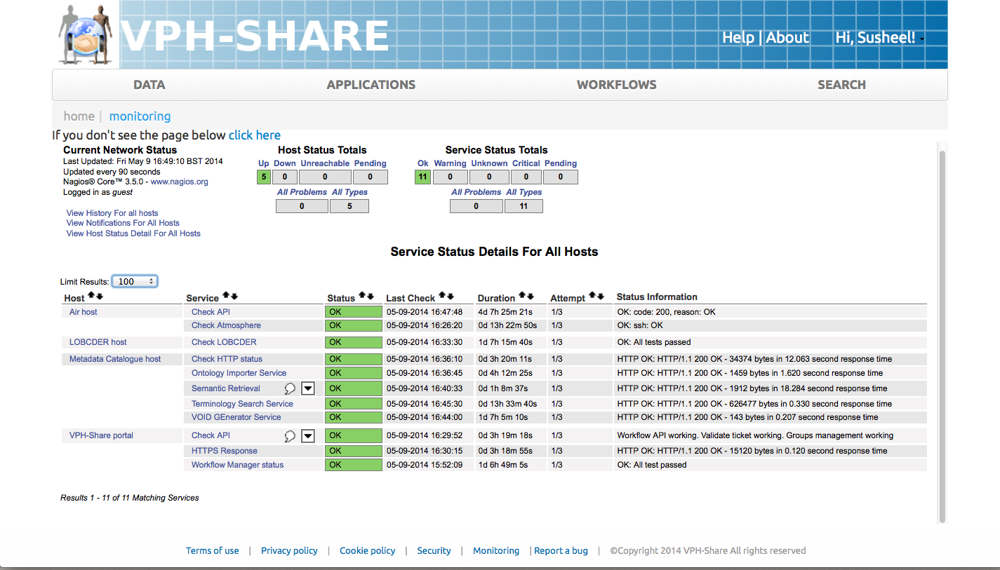 VPH-SHARE
Help | About Hi, Susheel!
DATA APPLICATIONS WORKFLOWS SEARCH
home | monitoring
If you don't see the page below click here
Current Network Status
Last Updated: Fri May 9 16:49:10 BST 2014
Updated every 90 seconds
Nagios® Core™ 3.5.0 - www.nagios.org
Logged in as guest
View History For all hosts
View Notifications For All Hosts
View Host Status Detail For All Hosts
Host Status Totals
Up Down Unreachable Pending
5 0 0 0
All Problems All Types
0 5
Service Status Totals
Ok Warning Unknown Critical Pending
11 0 0 0 0
All Problems All Types
0 11
Service Status Details For All Hosts
Limit Results: 100
Host Service Status Last Check Duration Attempt Status Information
Air host Check API OK 05-09-2014 16:47:48 4d 7h 25m 21s 1/3 OK: code: 200, reason: OK
Check Atmosphere OK 05-09-2014 16:26:20 0d 13h 22m 50s 1/3 OK: ssh: OK
LOBCDER host Check LOBCDER OK 05-09-2014 16:33:30 1d 7h 15m 40s 1/3 OK: All tests passed
Metadata Catalogue host Check HTTP status OK 05-09-2014 16:36:10 0d 3h 20m 11s 1/3 HTTP OK: HTTP/1.1 200 OK - 34374 bytes in 12.063 second response time
Ontology Importer Service OK 05-09-2014 16:36:45 0d 4h 12m 25s 1/3 HTTP OK: HTTP/1.1 200 OK - 1459 bytes in 1.620 second response time
Semantic Retrieval OK 05-09-2014 16:40:33 0d 1h 8m 37s 1/3 HTTP OK: HTTP/1.1 200 OK - 1912 bytes in 18.284 second response time
Terminology Search Service OK 05-09-2014 16:45:30 0d 13h 33m 40s 1/3 HTTP OK: HTTP/1.1 200 OK - 626477 bytes in 0.330 second response time
VOID GEnerator Service OK 05-09-2014 16:44:00 1d 7h 5m 10s 1/3 HTTP OK: HTTP/1.1 200 OK - 143 bytes in 0.207 second response time
VPH-Share portal Check API OK 05-09-2014 16:29:52 0d 3h 19m 18s 1/3 Workflow API working. Validate ticket working. Groups management working
HTTPS Response OK 05-09-2014 16:30:15 0d 3h 18m 55s 1/3 HTTP OK: HTTP/1.1 200 OK - 15120 bytes in 0.120 second response time
Workflow Manager status OK 05-09-2014 15:52:09 1d 6h 49m 5s 1/3 OK: All test passed
Results 1 - 11 of 11 Matching Services
Terms of use | Privacy policy | Cookie policy | Security | Monitoring | Report a bug | ©Copyright 2014 VPH-Share All rights reserved